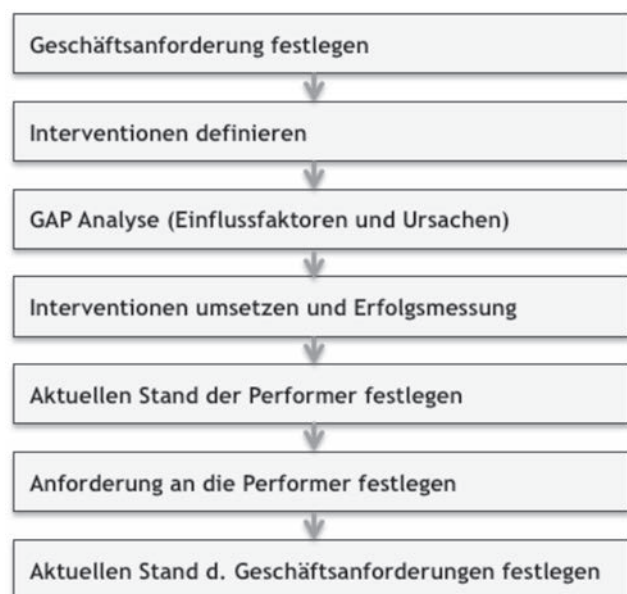 Geschäftsanforderung festlegen
Interventionen definieren
GAP Analyse (Einflussfaktoren und Ursachen)
Interventionen umsetzen und Erfolgsmessung
Aktuellen Stand der Performer festlegen
Anforderung an die Performer festlegen
Aktuellen Stand d. Geschäftsanforderungen festlegen